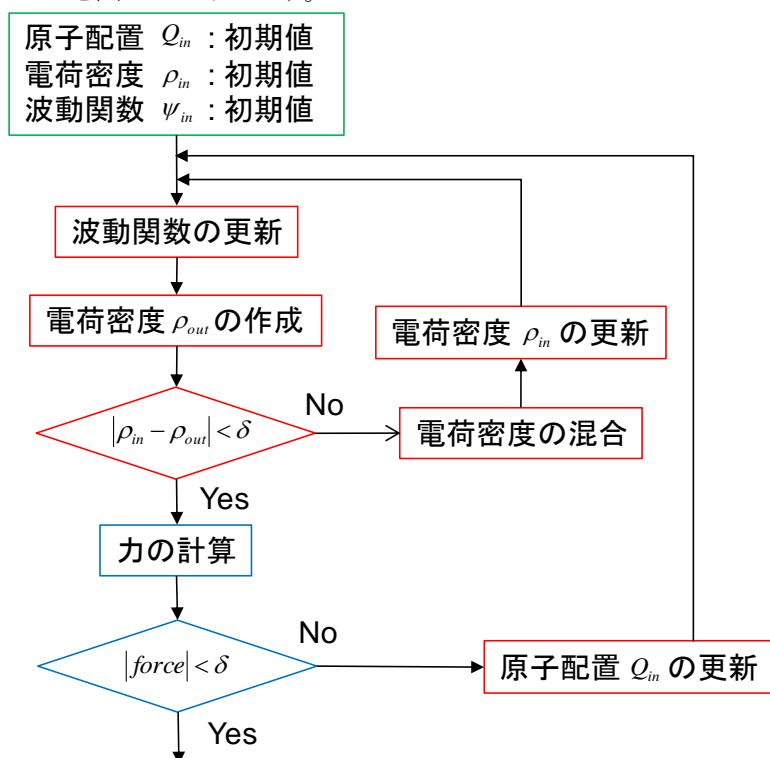 原子配置 Q_in : 初期値
電荷密度 ρ_in : 初期値
波動関数 ψ_in : 初期値
波動関数の更新
電荷密度 ρ_out の作成
電荷密度 ρ_in の更新
|ρ_in − ρ_out| < δ
No
電荷密度の混合
Yes
力の計算
|force| < δ
No
原子配置 Q_in の更新
Yes